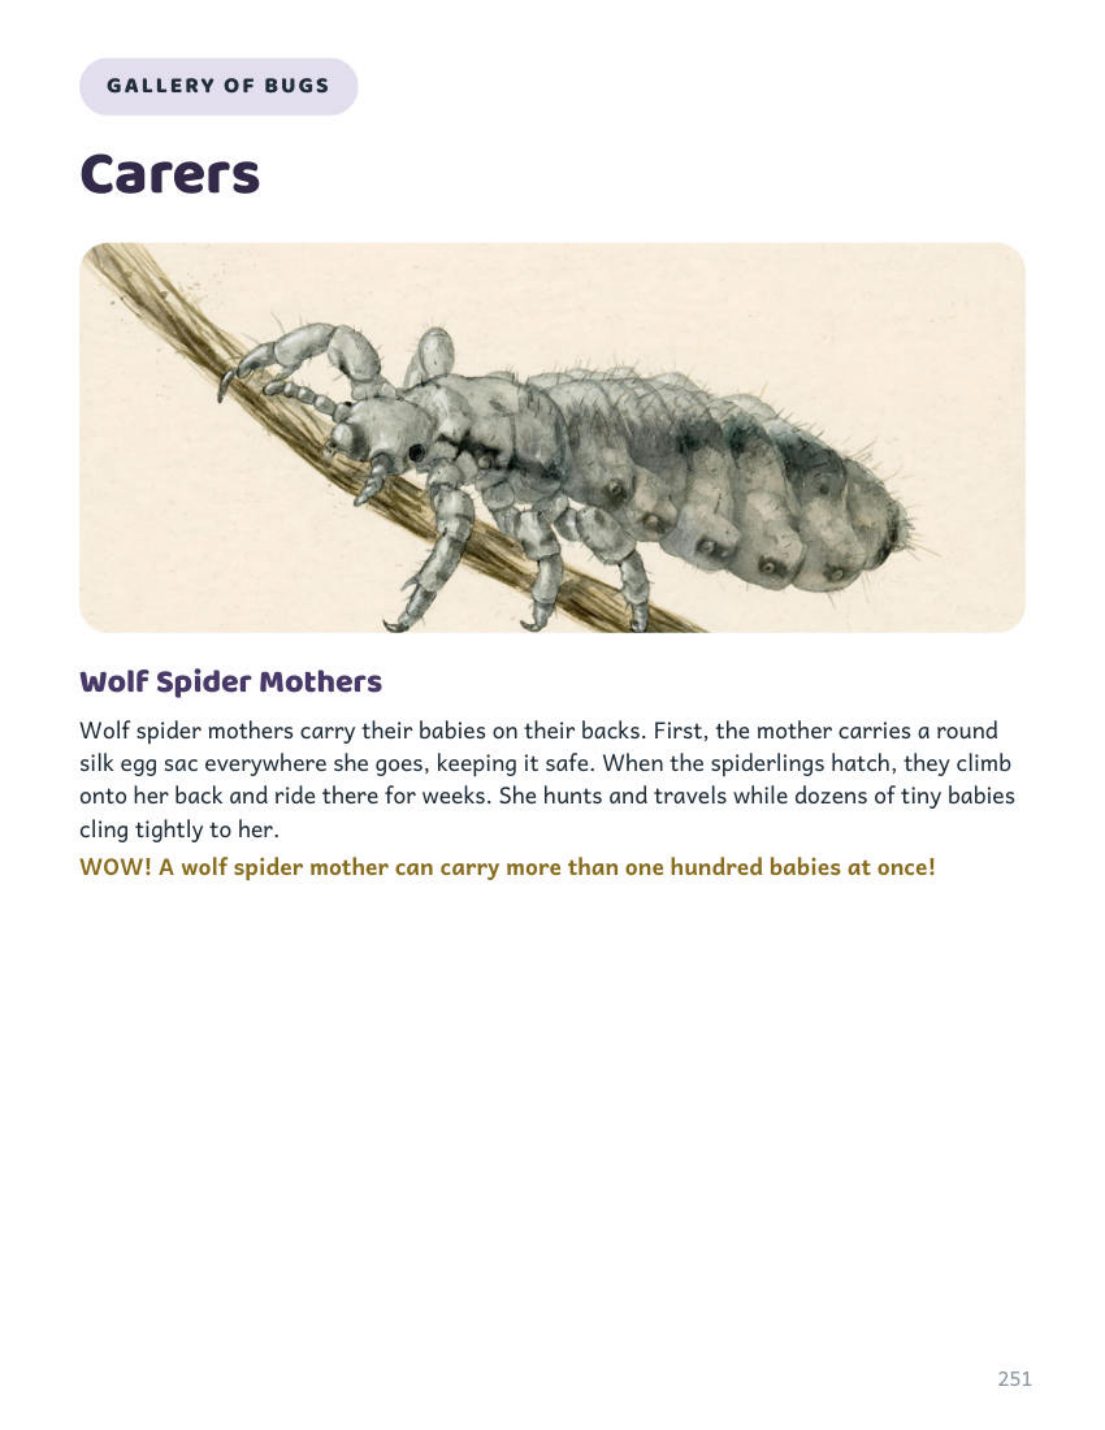 GALLERY OF BUGS
Carers
Wolf Spider Mothers
Wolf spider mothers carry their babies on their backs. First, the mother carries a round
silk egg sac everywhere she goes, keeping it safe. When the spiderlings hatch, they climb
onto her back and ride there for weeks. She hunts and travels while dozens of tiny babies
cling tightly to her.
WOW! A wolf spider mother can carry more than one hundred babies at once!
251